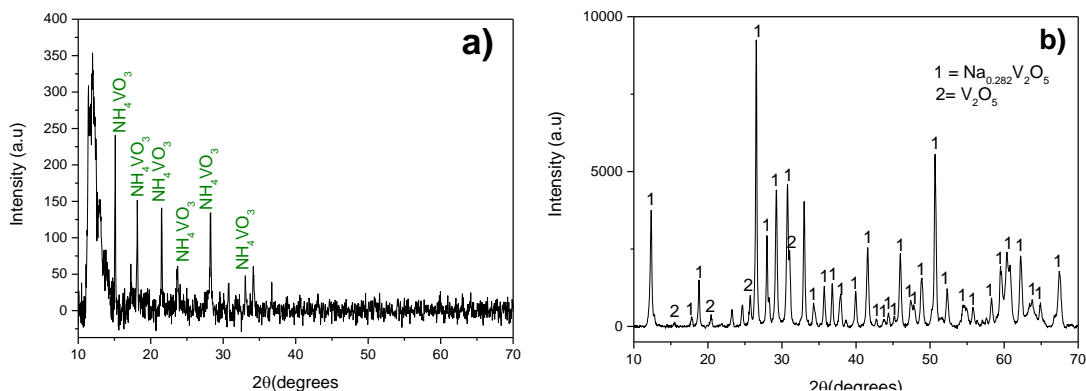 a)
Intensity (a.u)
400
350
300
250
200
150
100
50
0
NH₄VO₃
NH₄VO₃
NH₄VO₃
NH₄VO₃
NH₄VO₃
NH₄VO₃
10 20 30 40 50 60 70
2θ(degrees
b)
Intensity (a.u)
10000
5000
0
1 = Na₀.₂₈₂V₂O₅
2= V₂O₅
1 2 1 1 2 2 1 1 1 1 2 1 1 1 1 1 1 1 1 1 1 1 1 1 1 1 1 1 1 1 1 1 1 1 1
10 20 30 40 50 60 70
2θ(degrees